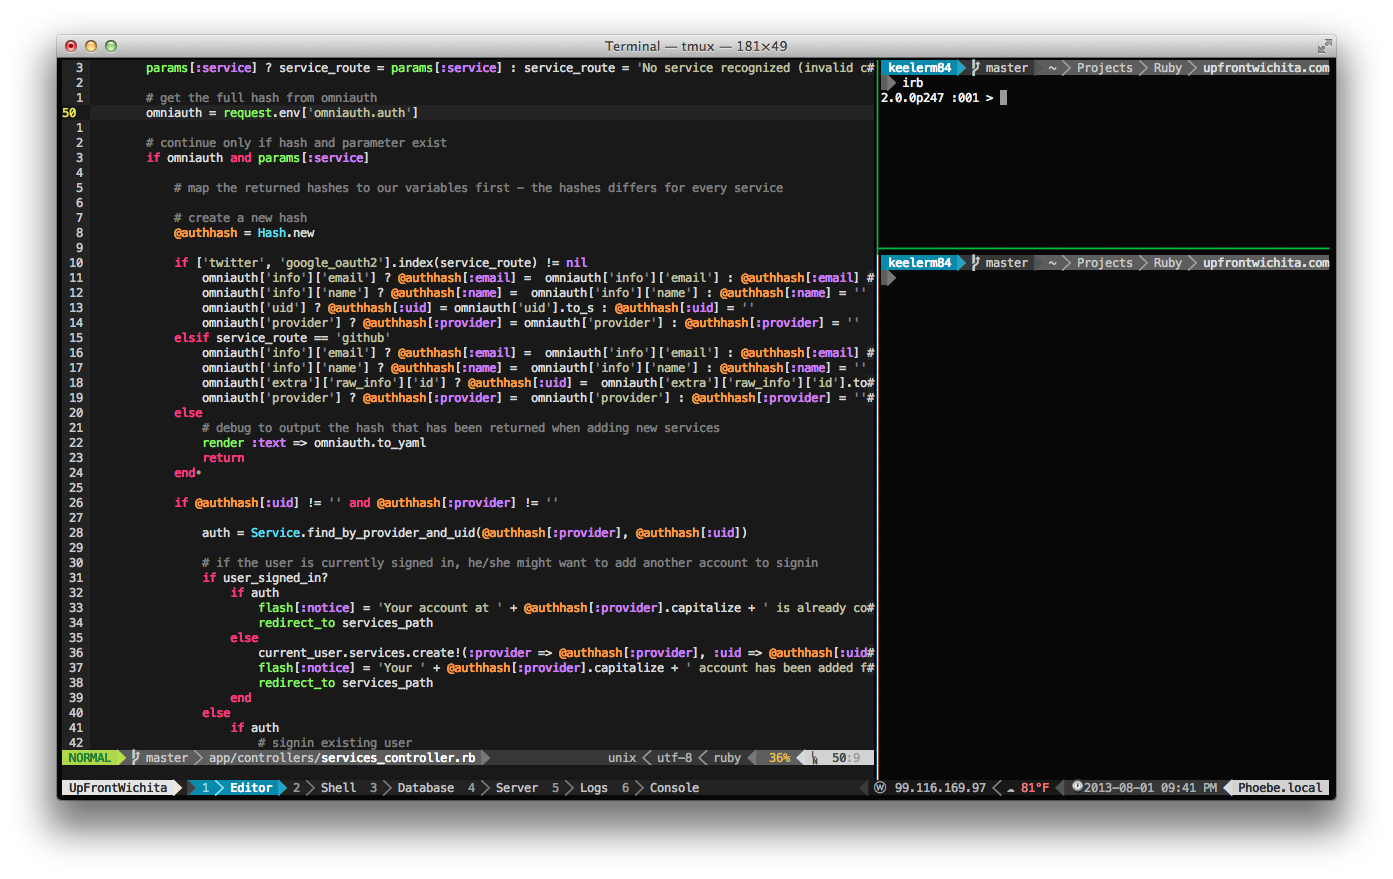 Terminal — tmux — 181×49
3 params[:service] ? service_route = params[:service] : service_route = 'No service recognized (invalid c#
2
1 # get the full hash from omniauth
50 omniauth = request.env['omniauth.auth']
1
2 # continue only if hash and parameter exist
3 if omniauth and params[:service]
4
5 # map the returned hashes to our variables first - the hashes differs for every service
6
7 # create a new hash
8 @authhash = Hash.new
9
10 if ['twitter', 'google_oauth2'].index(service_route) != nil
11 omniauth['info']['email'] ? @authhash[:email] =  omniauth['info']['email'] : @authhash[:email] #
12 omniauth['info']['name'] ? @authhash[:name] =  omniauth['info']['name'] : @authhash[:name] = ''
13 omniauth['uid'] ? @authhash[:uid] = omniauth['uid'].to_s : @authhash[:uid] = ''
14 omniauth['provider'] ? @authhash[:provider] = omniauth['provider'] : @authhash[:provider] = ''
15 elsif service_route == 'github'
16 omniauth['info']['email'] ? @authhash[:email] =  omniauth['info']['email'] : @authhash[:email] #
17 omniauth['info']['name'] ? @authhash[:name] =  omniauth['info']['name'] : @authhash[:name] = ''
18 omniauth['extra']['raw_info']['id'] ? @authhash[:uid] =  omniauth['extra']['raw_info']['id'].to#
19 omniauth['provider'] ? @authhash[:provider] =  omniauth['provider'] : @authhash[:provider] = ''#
20 else
21 # debug to output the hash that has been returned when adding new services
22 render :text => omniauth.to_yaml
23 return
24 end•
25
26 if @authhash[:uid] != '' and @authhash[:provider] != ''
27
28 auth = Service.find_by_provider_and_uid(@authhash[:provider], @authhash[:uid])
29
30 # if the user is currently signed in, he/she might want to add another account to signin
31 if user_signed_in?
32 if auth
33 flash[:notice] = 'Your account at ' + @authhash[:provider].capitalize + ' is already co#
34 redirect_to services_path
35 else
36 current_user.services.create!(:provider => @authhash[:provider], :uid => @authhash[:uid#
37 flash[:notice] = 'Your ' + @authhash[:provider].capitalize + ' account has been added f#
38 redirect_to services_path
39 end
40 else
41 if auth
42 # signin existing user
NORMAL master app/controllers/services_controller.rb unix utf-8 ruby 36% 50:9
keelerm84 master ~ Projects Ruby upfrontwichita.com
irb
2.0.0p247 :001 >
keelerm84 master ~ Projects Ruby upfrontwichita.com
UpFrontWichita 1 Editor 2 Shell 3 Database 4 Server 5 Logs 6 Console ⓦ 99.116.169.97 ☁ 81°F 2013-08-01 09:41 PM Phoebe.local